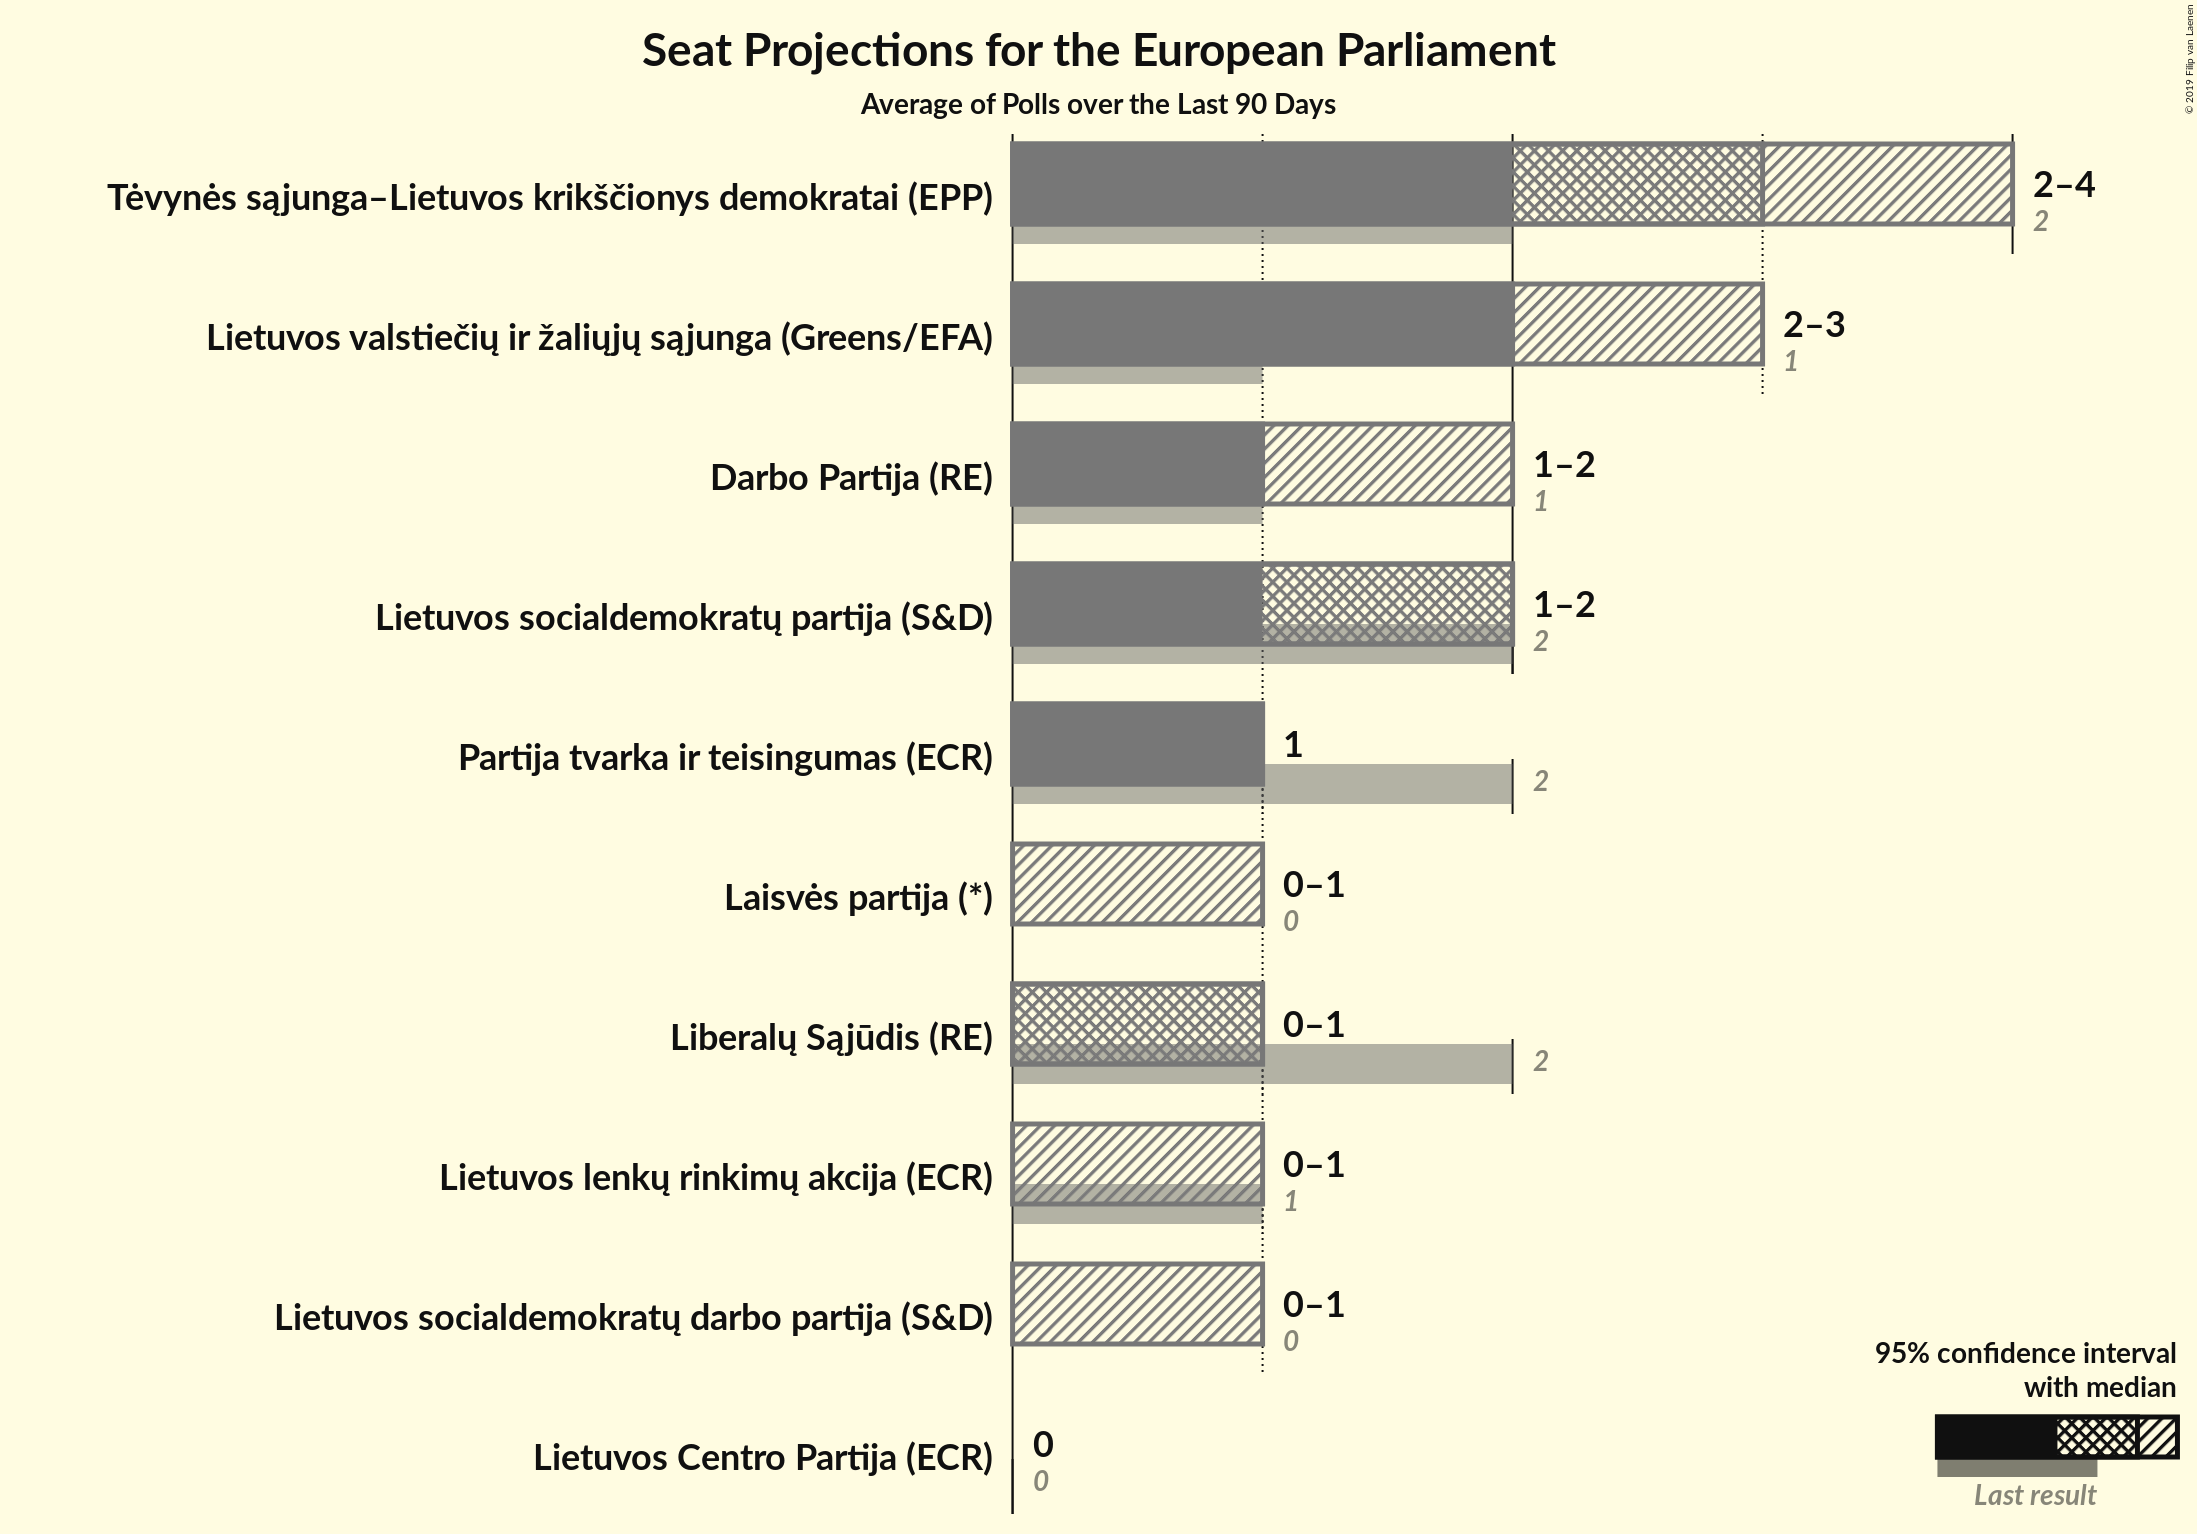 Seat Projections for the European Parliament
Average of Polls over the Last 90 Days
© 2019 Filip van Laenen
Tėvynės sąjunga–Lietuvos krikščionys demokratai (EPP)
2–4
2
Lietuvos valstiečių ir žaliųjų sąjunga (Greens/EFA)
2–3
1
Darbo Partija (RE)
1–2
1
Lietuvos socialdemokratų partija (S&D)
1–2
2
Partija tvarka ir teisingumas (ECR)
1
2
Laisvės partija (*)
0–1
0
Liberalų Sąjūdis (RE)
0–1
2
Lietuvos lenkų rinkimų akcija (ECR)
0–1
1
Lietuvos socialdemokratų darbo partija (S&D)
0–1
0
Lietuvos Centro Partija (ECR)
0
0
95% confidence interval
with median
Last result